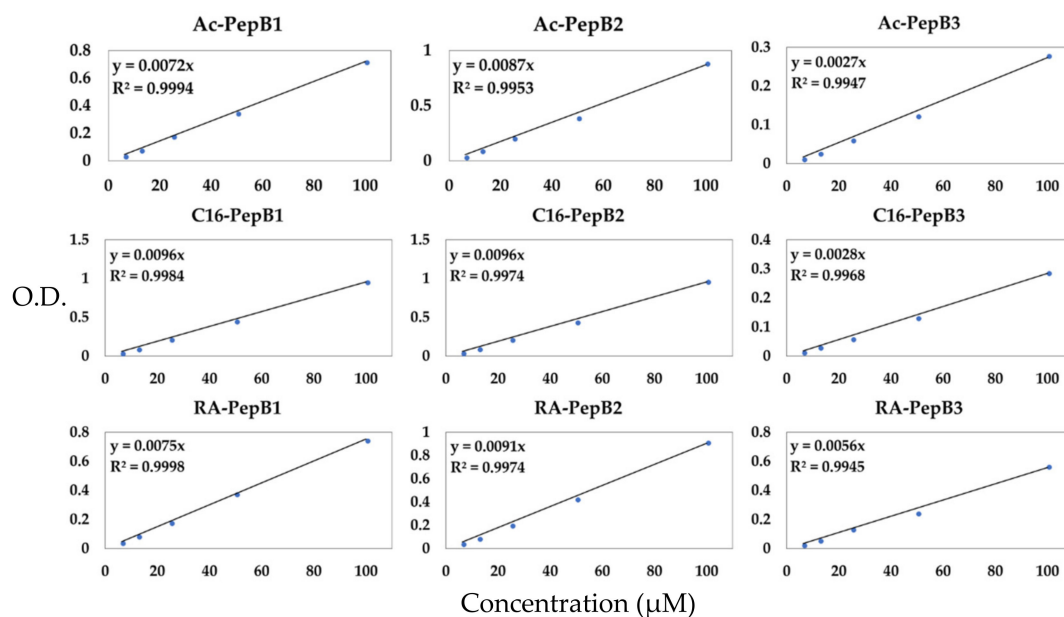 Ac-PepB1
y = 0.0072x
R² = 0.9994
0.8
0.6
0.4
0.2
0
0 20 40 60 80 100
Ac-PepB2
y = 0.0087x
R² = 0.9953
1
0.5
0
0 20 40 60 80 100
Ac-PepB3
y = 0.0027x
R² = 0.9947
0.3
0.2
0.1
0
0 20 40 60 80 100
C16-PepB1
y = 0.0096x
R² = 0.9984
1.5
1
0.5
0
0 20 40 60 80 100
C16-PepB2
y = 0.0096x
R² = 0.9974
1.5
1
0.5
0
0 20 40 60 80 100
C16-PepB3
y = 0.0028x
R² = 0.9968
0.4
0.3
0.2
0.1
0
0 20 40 60 80 100
O.D.
RA-PepB1
y = 0.0075x
R² = 0.9998
0.8
0.6
0.4
0.2
0
0 20 40 60 80 100
RA-PepB2
y = 0.0091x
R² = 0.9974
1
0.8
0.6
0.4
0.2
0
0 20 40 60 80 100
RA-PepB3
y = 0.0056x
R² = 0.9945
0.8
0.6
0.4
0.2
0
0 20 40 60 80 100
Concentration (µM)